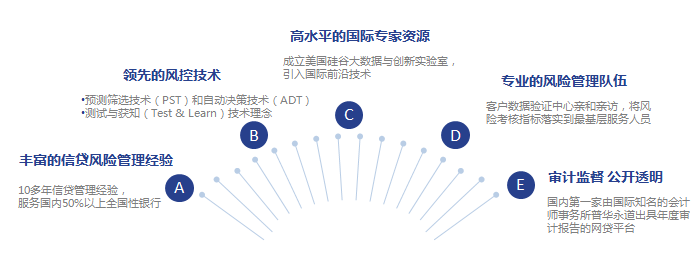 高水平的国际专家资源
成立美国硅谷大数据与创新实验室，
引入国际前沿技术
领先的风控技术
•预测筛选技术（PST）和自动决策技术（ADT）
•测试与获知（Test & Learn）技术理念
专业的风险管理队伍
客户数据验证中心亲和亲访，将风
险考核指标落实到最基层服务人员
C
B
D
丰富的信贷风险管理经验
10多年信贷管理经验，
服务国内50%以上全国性银行
A
E
审计监督 公开透明
国内第一家由国际知名的会计
师事务所普华永道出具年度审
计报告的网贷平台